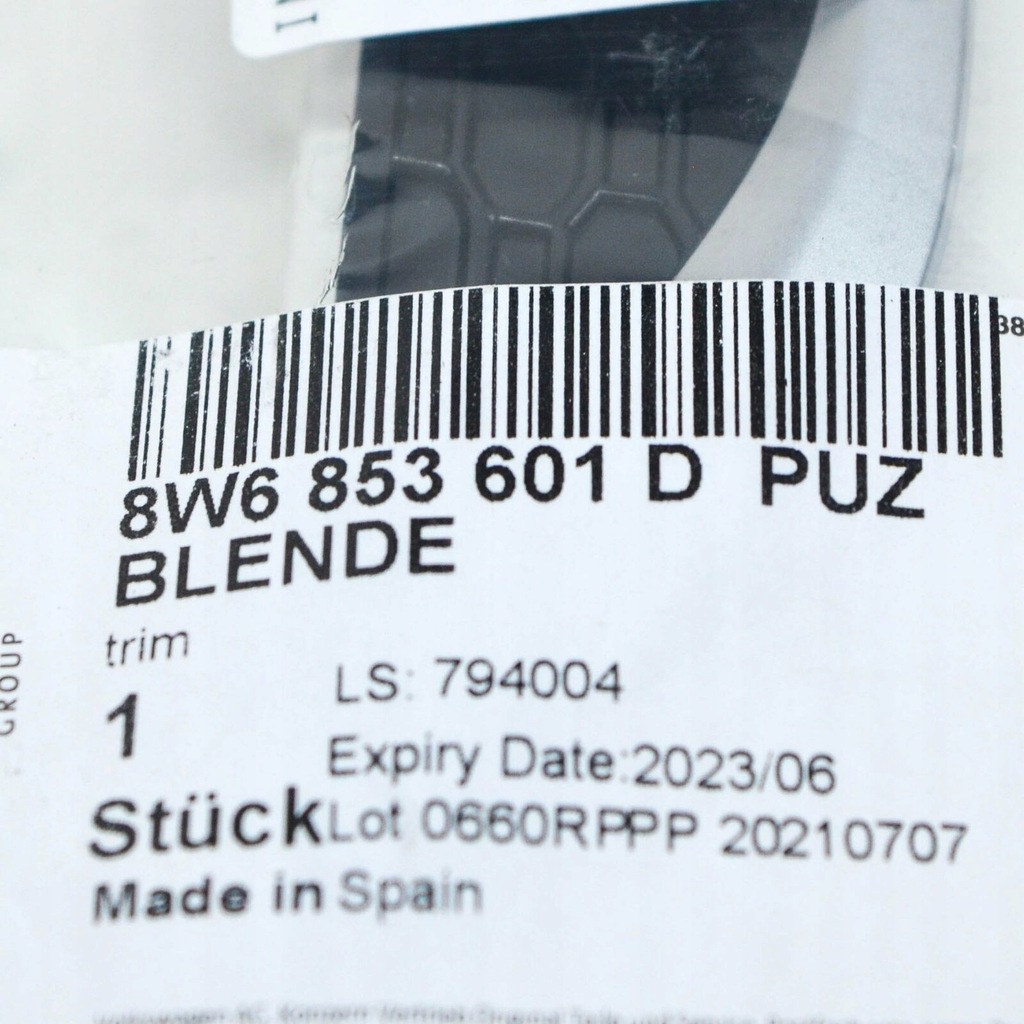 38
8W6 853 601 D PUZ
BLENDE
trim
1
LS: 794004
Expiry Date:2023/06
Stück
Lot 0660RPPP 20210707
Made in Spain
GROUP